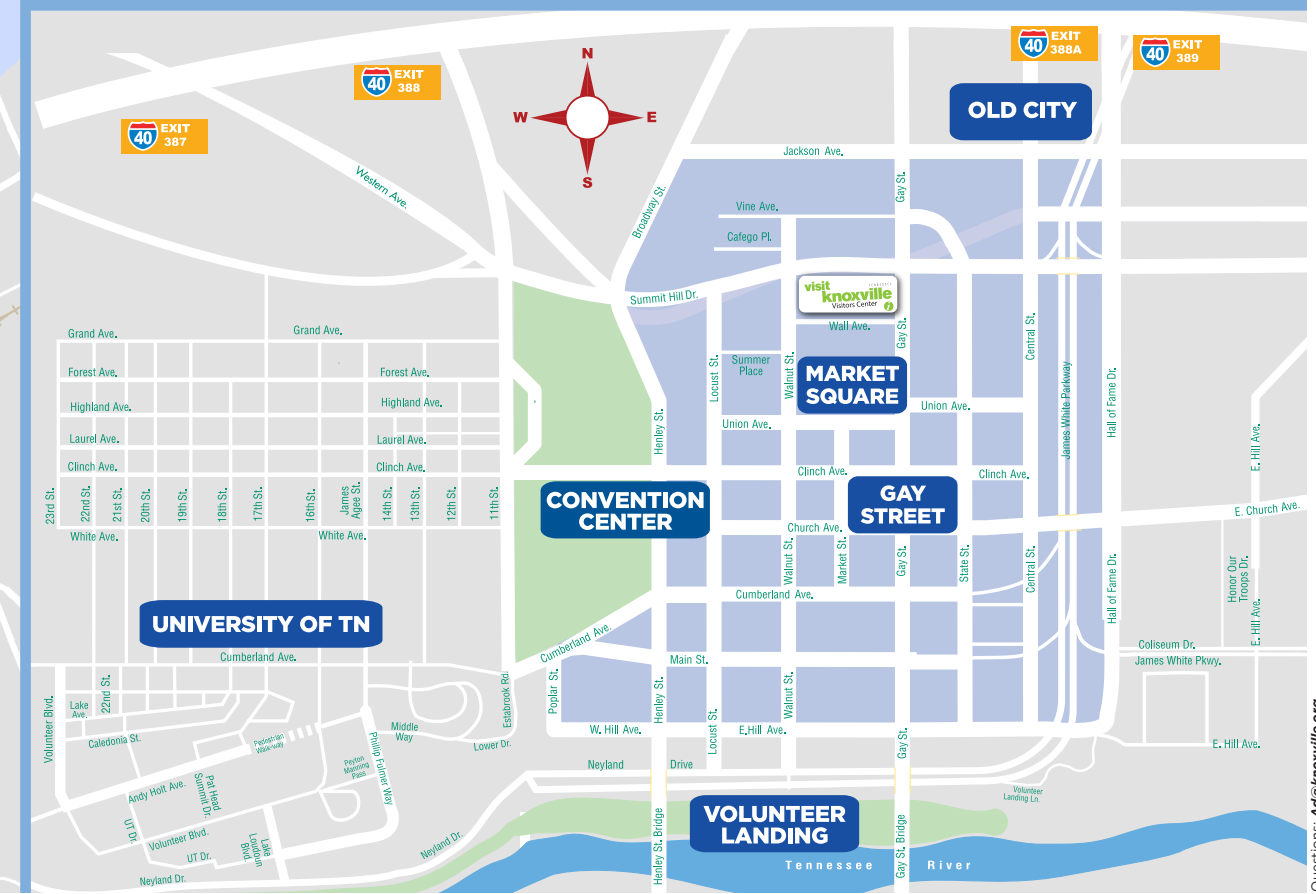 40 EXIT
388A
40 EXIT
389
40 EXIT
388
40 EXIT
387
N
W
E
S
OLD CITY
Jackson Ave.
Western Ave.
Broadway St.
Gay St.
Vine Ave.
Cafego Pl.
Summit Hill Dr.
visit
TENNESSEE
knoxville
Visitors Center
i
Wall Ave.
Gay St.
Central St.
Grand Ave.
Grand Ave.
Forest Ave.
Forest Ave.
Highland Ave.
Highland Ave.
Laurel Ave.
Laurel Ave.
Clinch Ave.
Clinch Ave.
Locust St.
Summer
Place
Walnut St.
MARKET
SQUARE
James White Parkway
Hall of Fame Dr.
Henley St.
Union Ave.
Union Ave.
E. Hill Ave.
Clinch Ave.
Clinch Ave.
23rd St.
22nd St.
21st St.
20th St.
19th St.
18th St.
17th St.
16th St.
James
Agee St.
14th St.
13th St.
12th St.
11th St.
CONVENTION
CENTER
GAY
STREET
E. Church Ave.
Church Ave.
White Ave.
White Ave.
Walnut St.
Market St.
Gay St.
State St.
Central St.
Hall of Fame Dr.
Honor Our
Troops Dr.
E. Hill Ave.
Cumberland Ave.
UNIVERSITY OF TN
Cumberland Ave.
Cumberland Ave.
Main St.
Coliseum Dr.
James White Pkwy.
Volunteer Blvd.
Lake
Ave.
22nd St.
Estabrook Rd.
Poplar St.
Henley St.
Locust St.
Walnut St.
W. Hill Ave.
E.Hill Ave.
Gay St.
E. Hill Ave.
Caledonia St.
Pedestrian
Walk-way
Middle
Way
Lower Dr.
Phillip Fulmer Way
Peyton
Manning
Pass
Neyland
Drive
Andy Holt Ave.
Pat Head
Summit Dr.
Volunteer
Landing Ln.
VOLUNTEER
LANDING
UT Dr.
Volunteer Blvd.
UT Dr.
Lake
Loudoun
Blvd.
Neyland Dr.
Neyland Dr.
Henley St. Bridge
Gay St. Bridge
Tennessee River
Questions: Ad@knoxville.org